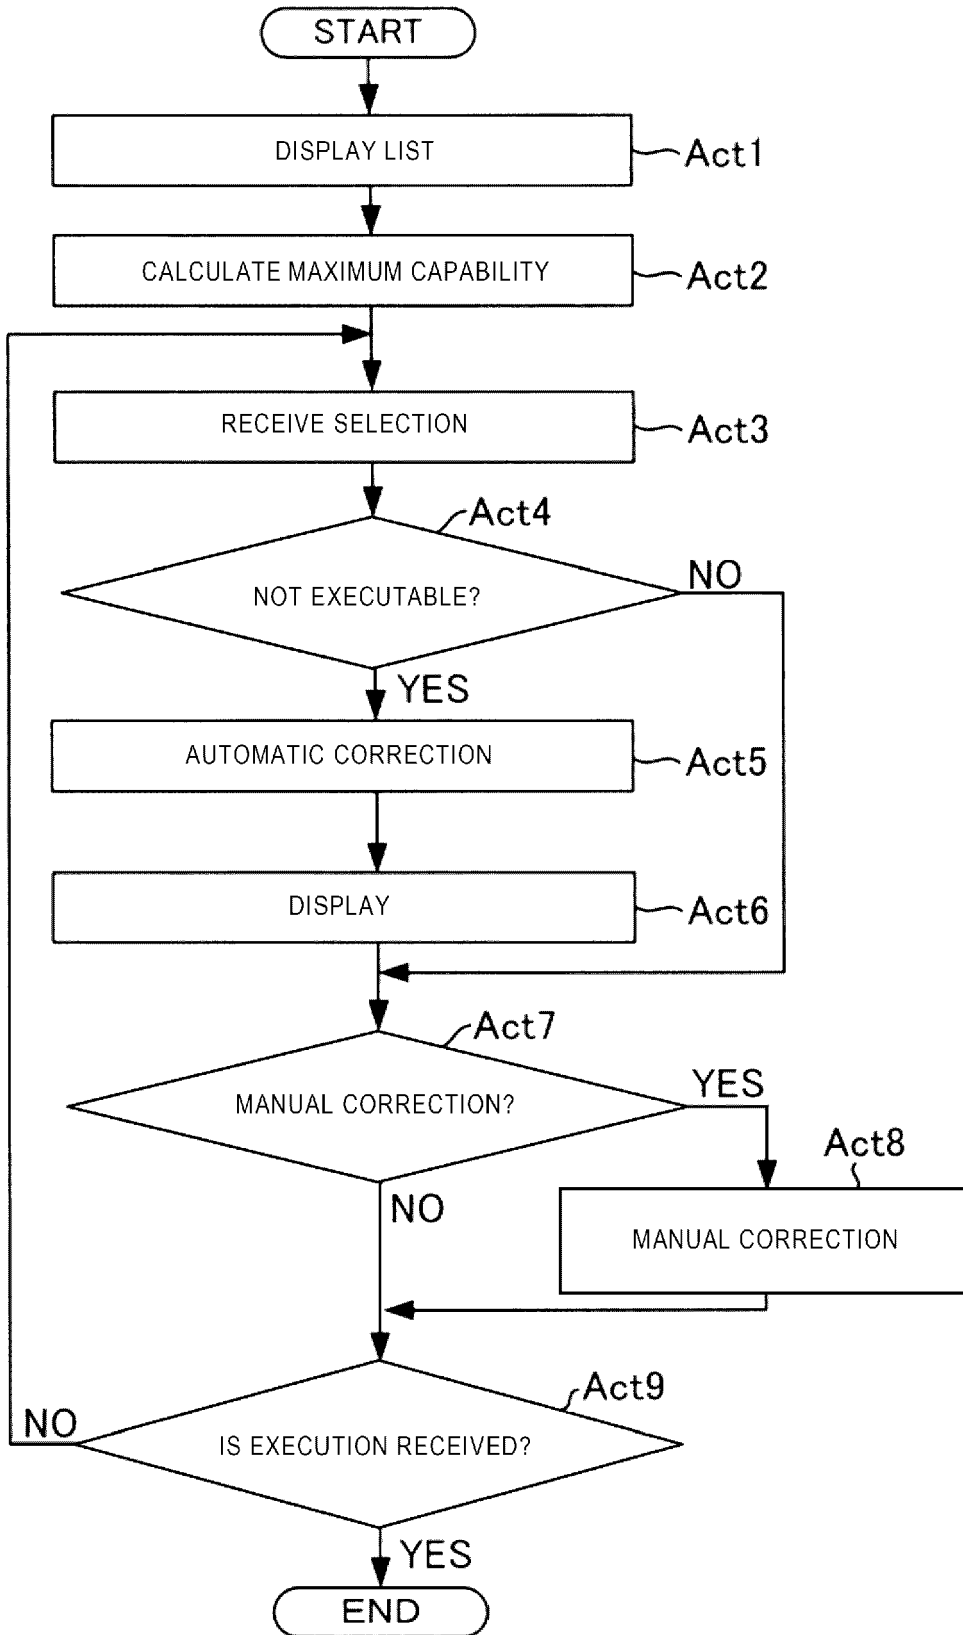 START
DISPLAY LIST
Act1
CALCULATE MAXIMUM CAPABILITY
Act2
RECEIVE SELECTION
Act3
Act4
NOT EXECUTABLE?
NO
YES
AUTOMATIC CORRECTION
Act5
DISPLAY
Act6
Act7
MANUAL CORRECTION?
YES
Act8
NO
MANUAL CORRECTION
Act9
NO
IS EXECUTION RECEIVED?
YES
END